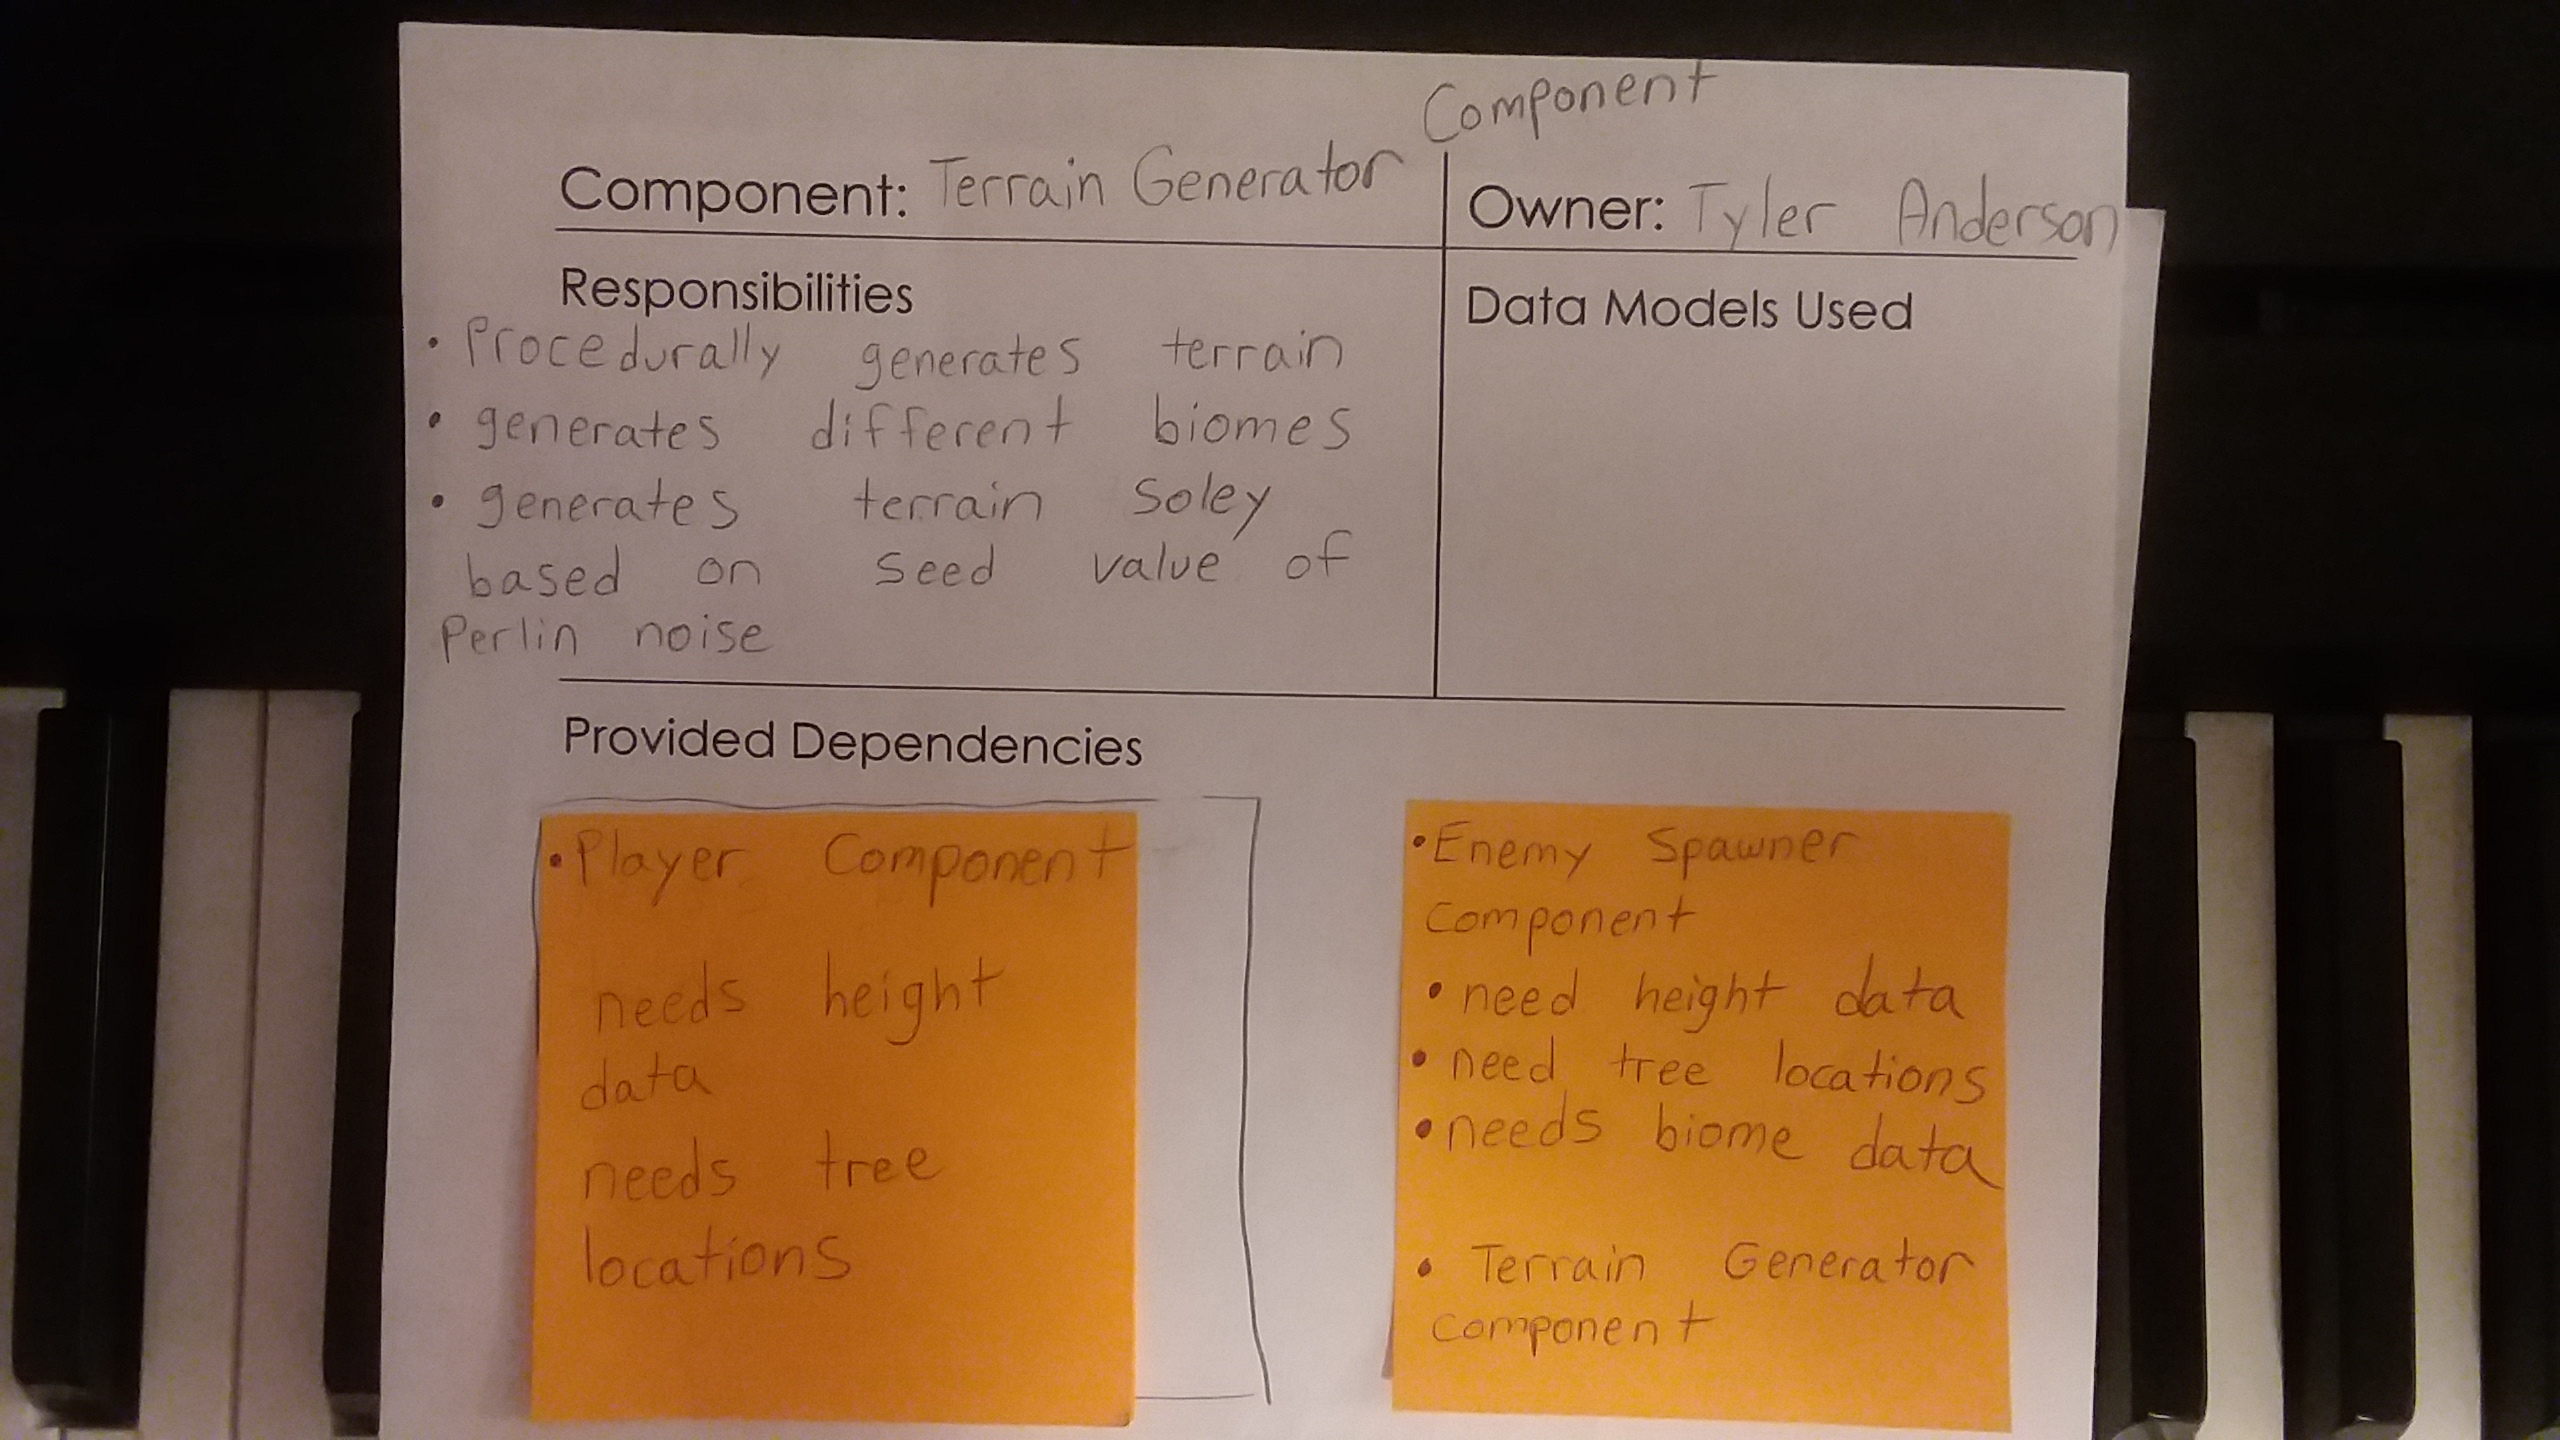 Component
Component: Terrain Generator
Owner: Tyler Anderson
Responsibilities
• Procedurally generates terrain
• generates different biomes
• generates terrain soley
based on seed value of
Perlin noise
Data Models Used
Provided Dependencies
• Player Component
needs height
data
needs tree
locations
• Enemy Spawner
component
• need height data
• need tree locations
• needs biome data
• Terrain Generator
component